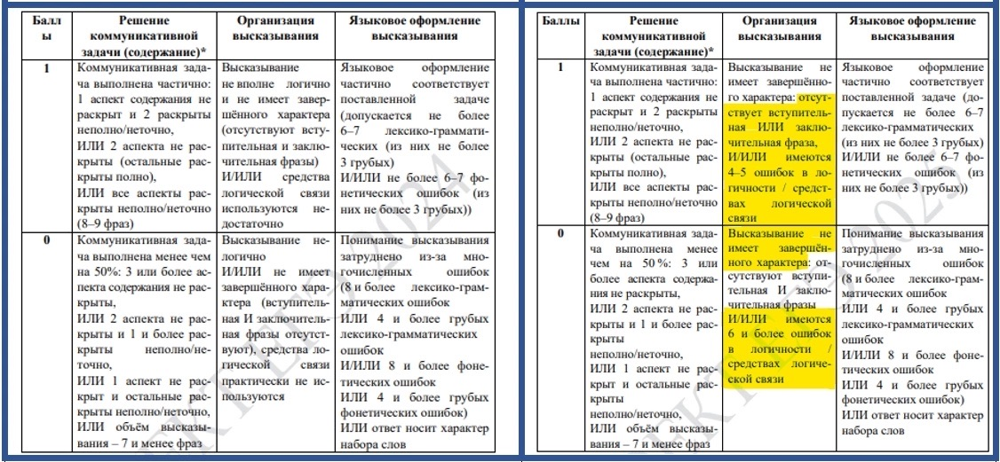 Балл
ы
Решение
коммуникативной
задачи (содержание)*
Организация
высказывания
Языковое оформление
высказывания
1
Коммуникативная зада-
ча выполнена частично:
1 аспект содержания не
раскрыт и 2 раскрыты
неполно/неточно,
ИЛИ 2 аспекта не рас-
крыты (остальные рас-
крыты полно),
ИЛИ все аспекты рас-
крыты неполно/неточно
(8–9 фраз)
Высказывание
не вполне логично
и не имеет завер-
шённого характера
(отсутствуют всту-
пительная и заклю-
чительная фразы)
И/ИЛИ средства
логической связи
используются не-
достаточно
Языковое оформление
частично соответствует
поставленной задаче
(допускается не более
6–7 лексико-граммати-
ческих (из них не более
3 грубых)
И/ИЛИ не более 6–7 фо-
нетических ошибок (из
них не более 3 грубых))
0
Коммуникативная зада-
ча выполнена менее чем
на 50%: 3 или более ас-
пекта содержания не рас-
крыты,
ИЛИ 2 аспекта не рас-
крыты и 1 и более рас-
крыты неполно/не-
точно,
ИЛИ 1 аспект не рас-
крыт и остальные рас-
крыты неполно/неточно,
ИЛИ объём высказы-
вания – 7 и менее фраз
Высказывание не-
логично
И/ИЛИ не имеет
завершённого хара-
ктера (вступитель-
ная И заключитель-
ная фразы отсутст-
вуют), средства ло-
гической связи
практически не ис-
пользуются
Понимание высказывания
затруднено из-за мно-
гочисленных ошибок
(8 и более лексико-грам-
матических ошибок
ИЛИ 4 и более грубых
лексико-грамматических
ошибок
И/ИЛИ 8 и более фоне-
тических ошибок
ИЛИ 4 и более грубых
фонетических ошибок)
ИЛИ ответ носит характер
набора слов
ЕКТ ЕГЭ 2024
Баллы
Решение
коммуникативной
задачи (содержание)*
Организация
высказывания
Языковое оформление
высказывания
1
Коммуникативная зада-
ча выполнена частично:
1 аспект содержания не
раскрыт и 2 раскрыты
неполно/неточно,
ИЛИ 2 аспекта не рас-
крыты (остальные рас-
крыты полно),
ИЛИ все аспекты рас-
крыты неполно/неточно
(8–9 фраз)
Высказывание не
имеет завершённо-
го характера: отсут-
ствует вступитель-
ная ИЛИ заклю-
чительная фраза,
И/ИЛИ имеются
4–5 ошибок в ло-
гичности / средст-
вах логической
связи
Языковое оформление
частично соответствует
поставленной задаче (до-
пускается не более 6–7
лексико-грамматических
(из них не более 3 грубых)
И/ИЛИ не более 6–7 фо-
нетических ошибок (из
них не более 3 грубых))
0
Коммуникативная зада-
ча выполнена менее
чем на 50 %: 3 или
более аспекта содержа-
ния не раскрыты,
ИЛИ 2 аспекта не рас-
крыты и 1 и более рас-
крыты
неполно/неточно,
ИЛИ 1 аспект не рас-
крыт и остальные рас-
крыты
неполно/неточно,
ИЛИ объём высказы-
вания – 7 и менее фраз
Высказывание не
имеет завершён-
ного характера: от-
сутствуют вступи-
тельная И заклю-
чительная фразы
И/ИЛИ имеются
6 и более ошибок
в логичности /
средствах логиче-
ской связи
Понимание высказывания
затруднено из-за мно-
гочисленных ошибок
(8 и более лексико-грам-
матических ошибок
ИЛИ 4 и более грубых
лексико-грамматических
ошибок
И/ИЛИ 8 и более фоне-
тических ошибок
ИЛИ 4 и более грубых
фонетических ошибок)
ИЛИ ответ носит характер
набора слов
ЕКТ ЕГЭ 2025